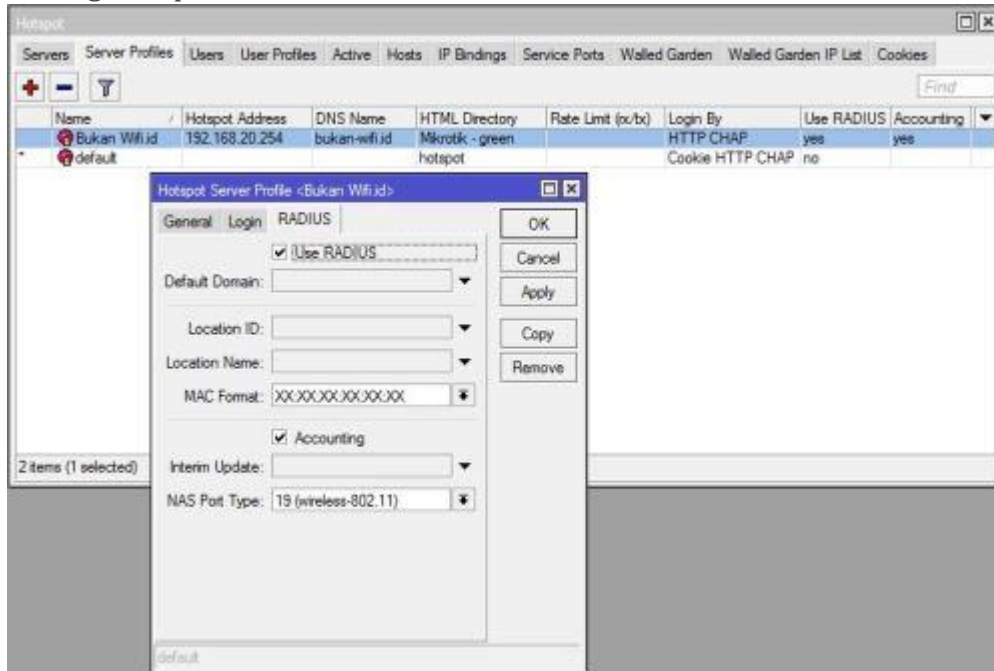 Hotspot
Servers Server Profiles Users User Profiles Active Hosts IP Bindings Service Ports Walled Garden Walled Garden IP List Cookies
Find
Name Hotspot Address DNS Name HTML Directory Rate Limit (rx/tx) Login By Use RADIUS Accounting
Bukan Wifi.id 192.168.20.254 bukan-wifi.id Mikrotik - green HTTP CHAP yes yes
* default hotspot Cookie HTTP CHAP no
Hotspot Server Profile <Bukan Wifi.id>
General Login RADIUS
OK
Use RADIUS
Cancel
Default Domain:
Apply
Location ID:
Copy
Location Name:
Remove
MAC Format: XX:XX:XX:XX:XX:XX
Accounting
2 items (1 selected)
Interim Update:
NAS Port Type: 19 (wireless-802.11)
default